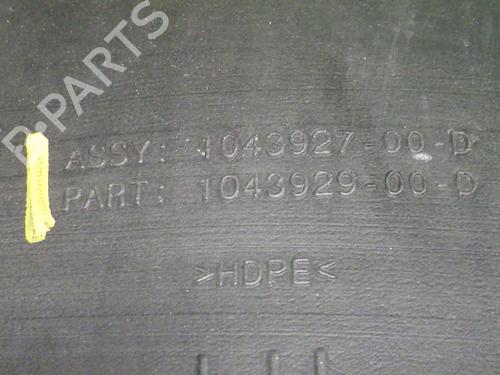 ASSY: 1043927-00-D
PART: 1043929-00-D
>HDPE<
B-PARTS